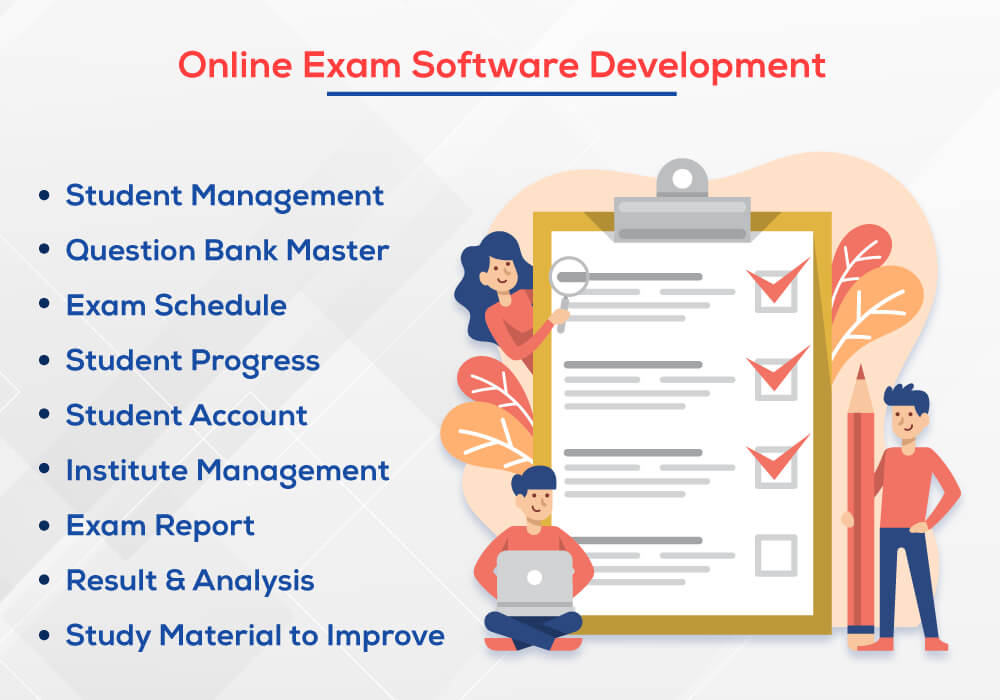 Online Exam Software Development
• Student Management
• Question Bank Master
• Exam Schedule
• Student Progress
• Student Account
• Institute Management
• Exam Report
• Result & Analysis
• Study Material to Improve